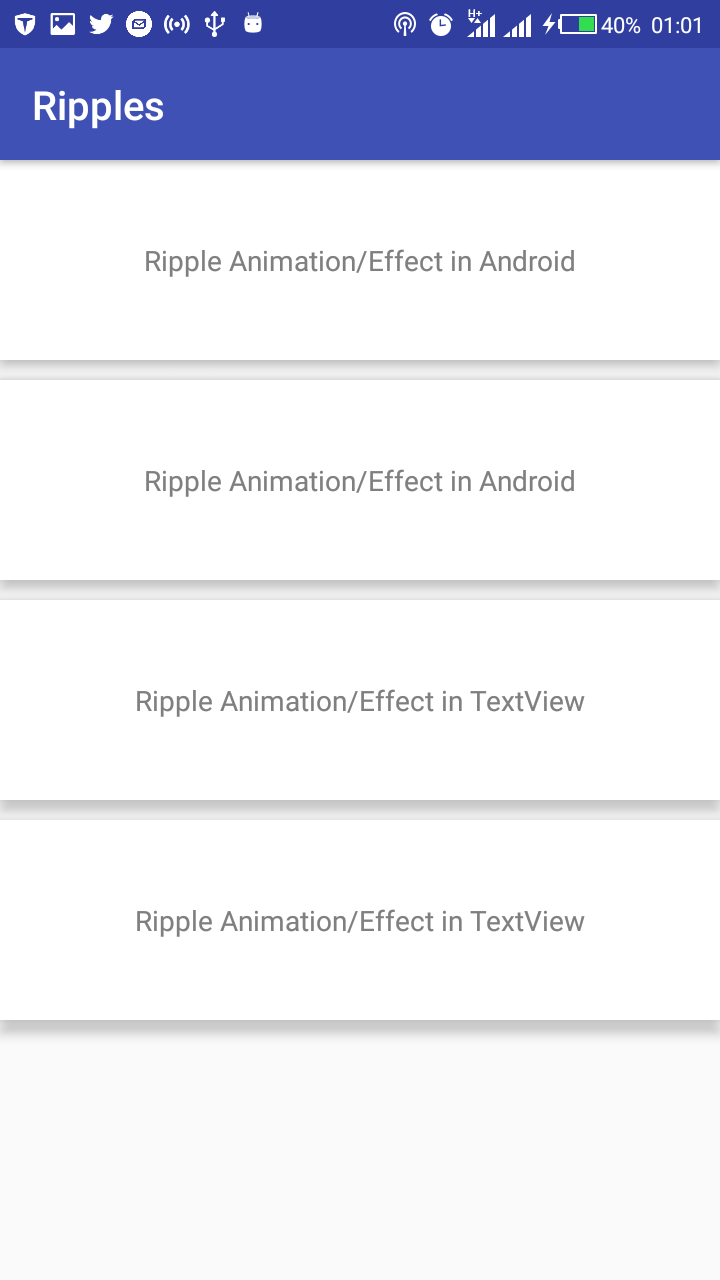 H+
40% 01:01
Ripples
Ripple Animation/Effect in Android
Ripple Animation/Effect in Android
Ripple Animation/Effect in TextView
Ripple Animation/Effect in TextView